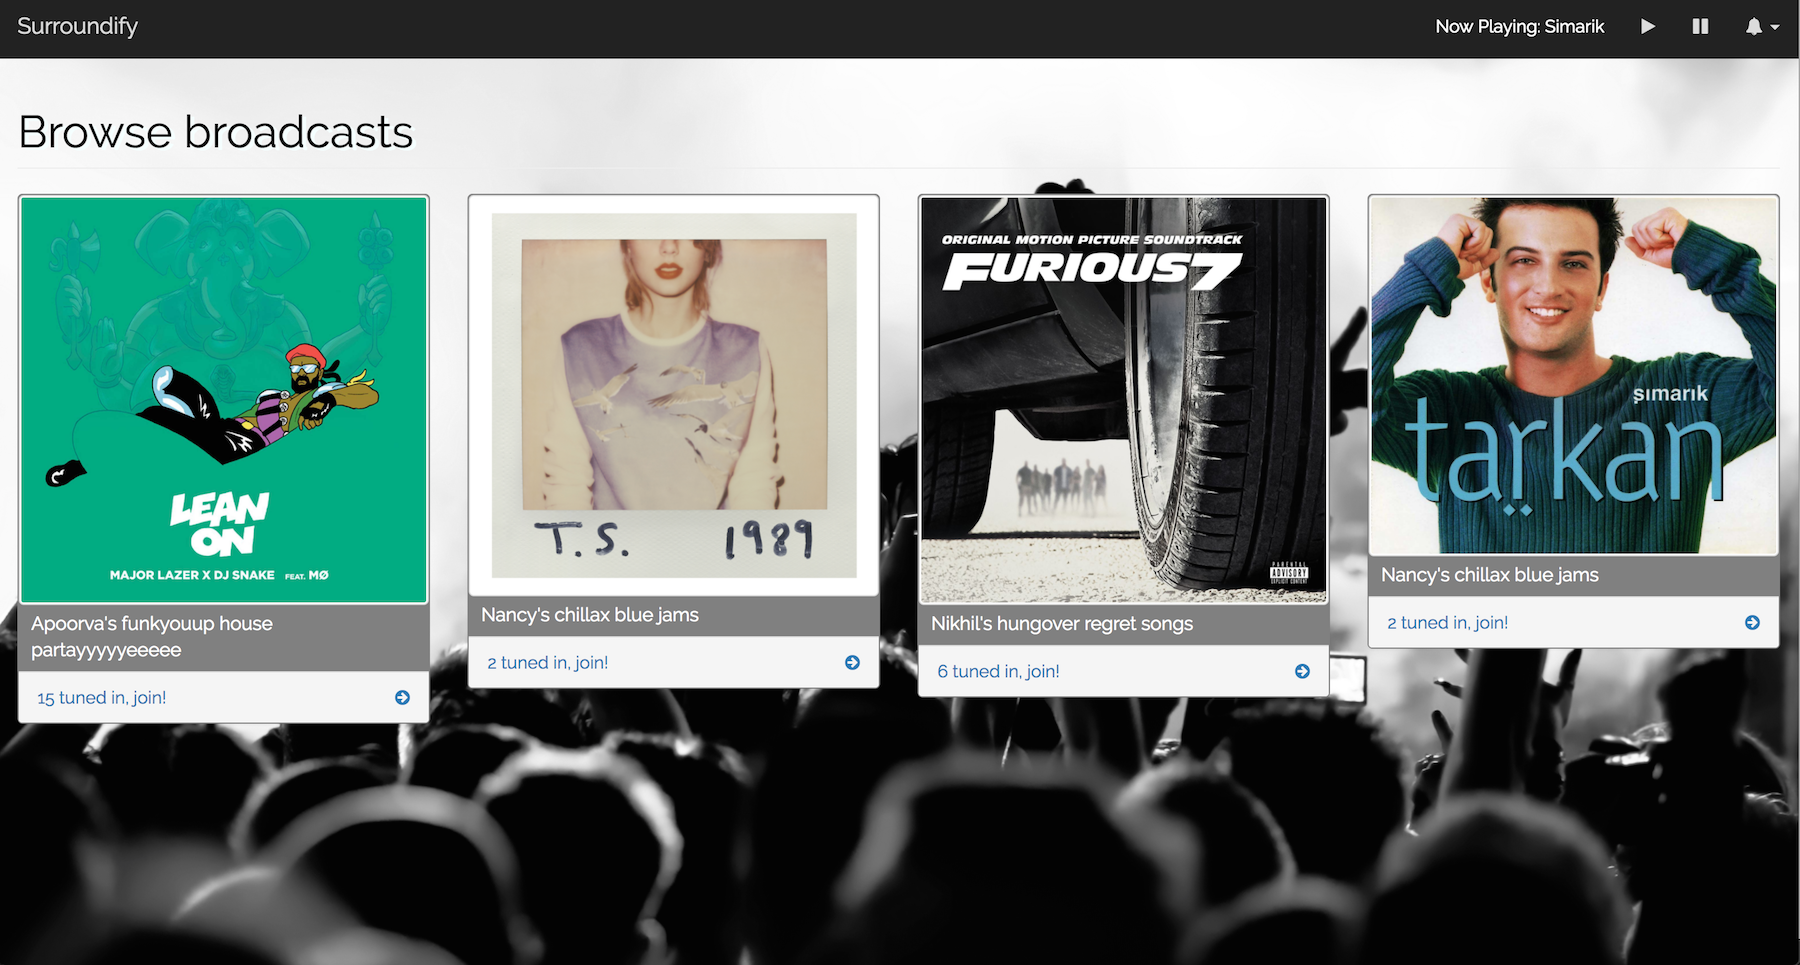 Surroundify
Now Playing: Simarik
Browse broadcasts
LEAN
ON
MAJOR LAZER X DJ SNAKE FEAT. MØ
Apoorva's funkyouup house
partayyyyyeeeee
15 tuned in, join!
T.S. 1989
Nancy's chillax blue jams
2 tuned in, join!
ORIGINAL MOTION PICTURE SOUNDTRACK
FURIOUS 7
PARENTAL
ADVISORY
EXPLICIT CONTENT
Nikhil's hungover regret songs
6 tuned in, join!
şımarık
tarkan
Nancy's chillax blue jams
2 tuned in, join!